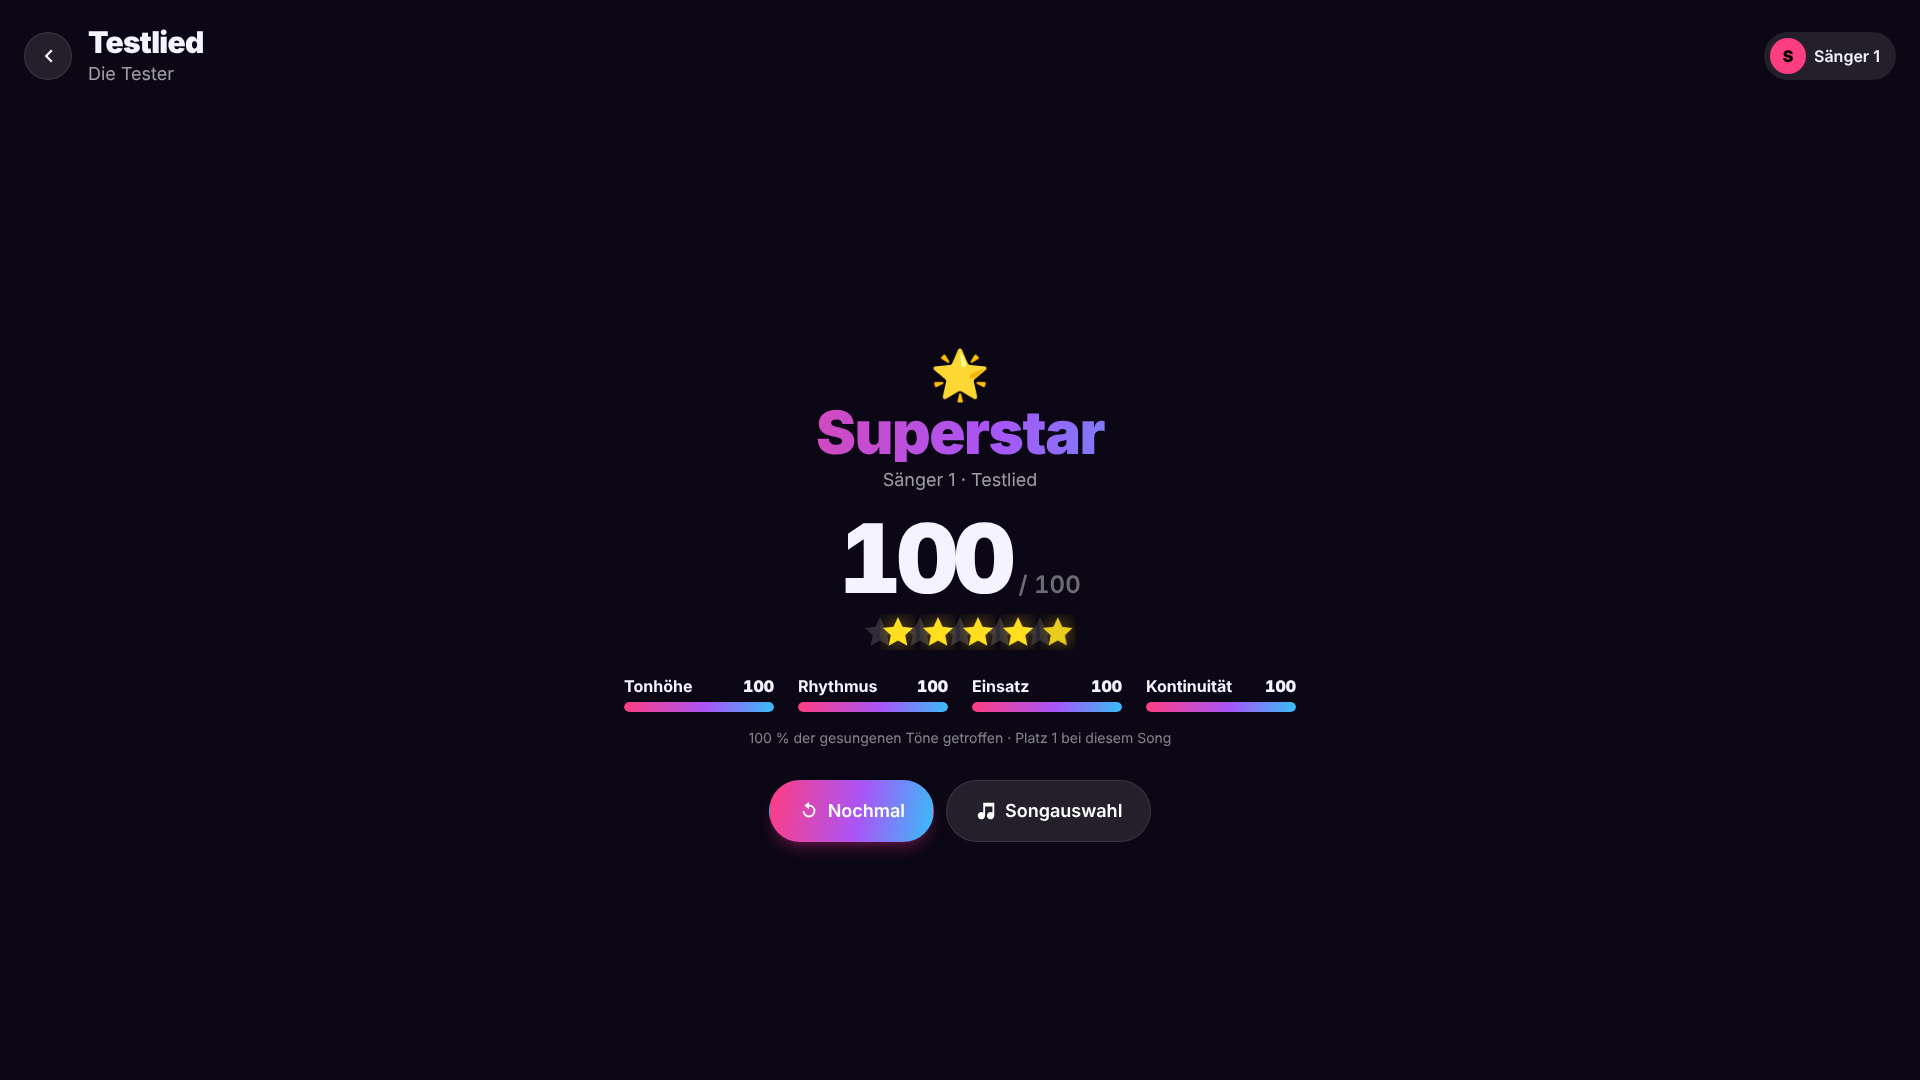 Testlied
Die Tester
S Sänger 1
Superstar
Sänger 1 · Testlied
100 / 100
Tonhöhe 100 Rhythmus 100 Einsatz 100 Kontinuität 100
100 % der gesungenen Töne getroffen · Platz 1 bei diesem Song
Nochmal Songauswahl